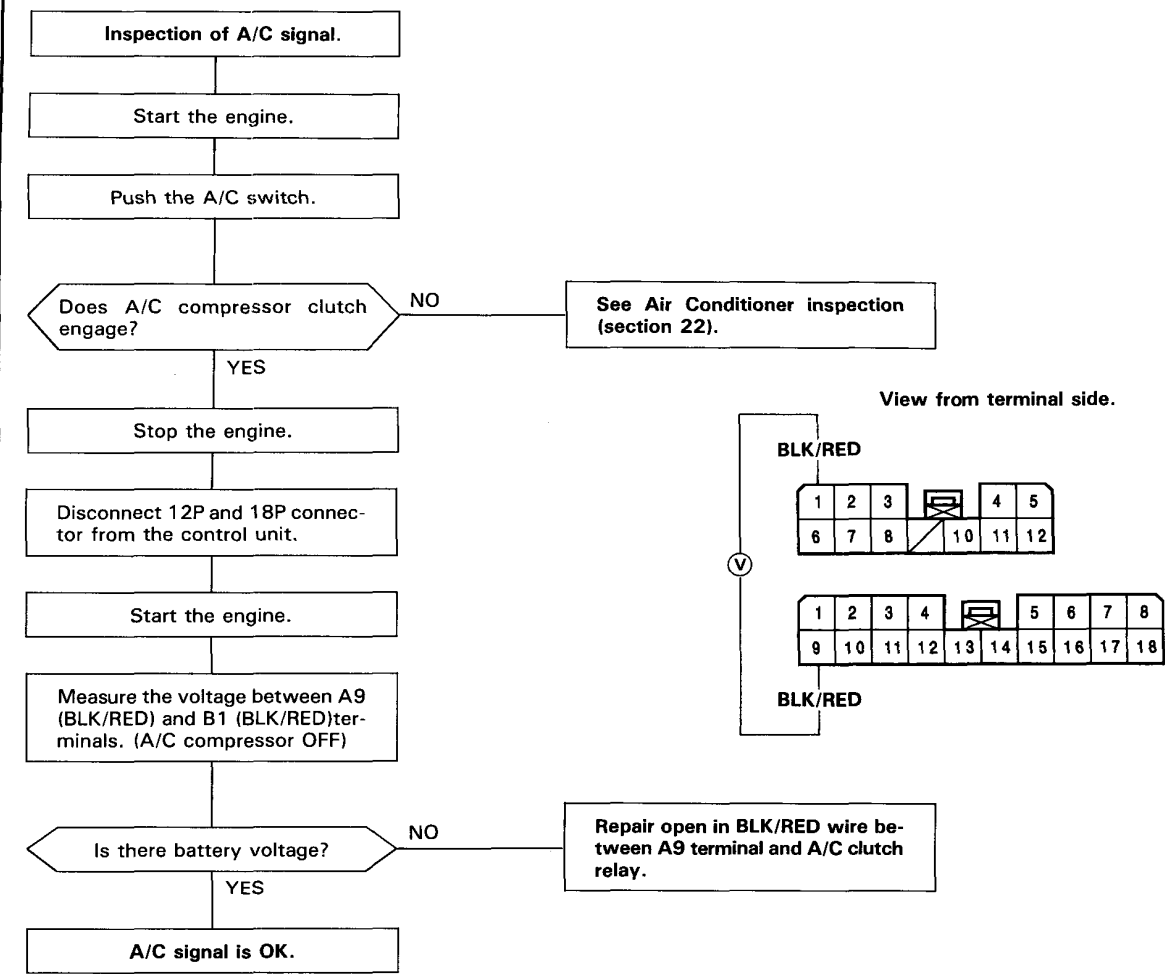 Inspection of A/C signal.
Start the engine.
Push the A/C switch.
Does A/C compressor clutch
engage?
NO
See Air Conditioner inspection
(section 22).
YES
Stop the engine.
Disconnect 12P and 18P connec-
tor from the control unit.
Start the engine.
Measure the voltage between A9
(BLK/RED) and B1 (BLK/RED)ter-
minals. (A/C compressor OFF)
Is there battery voltage?
NO
Repair open in BLK/RED wire be-
tween A9 terminal and A/C clutch
relay.
YES
A/C signal is OK.
View from terminal side.
BLK/RED
1 2 3 4 5
6 7 8 10 11 12
V
1 2 3 4 5 6 7 8
9 10 11 12 13 14 15 16 17 18
BLK/RED